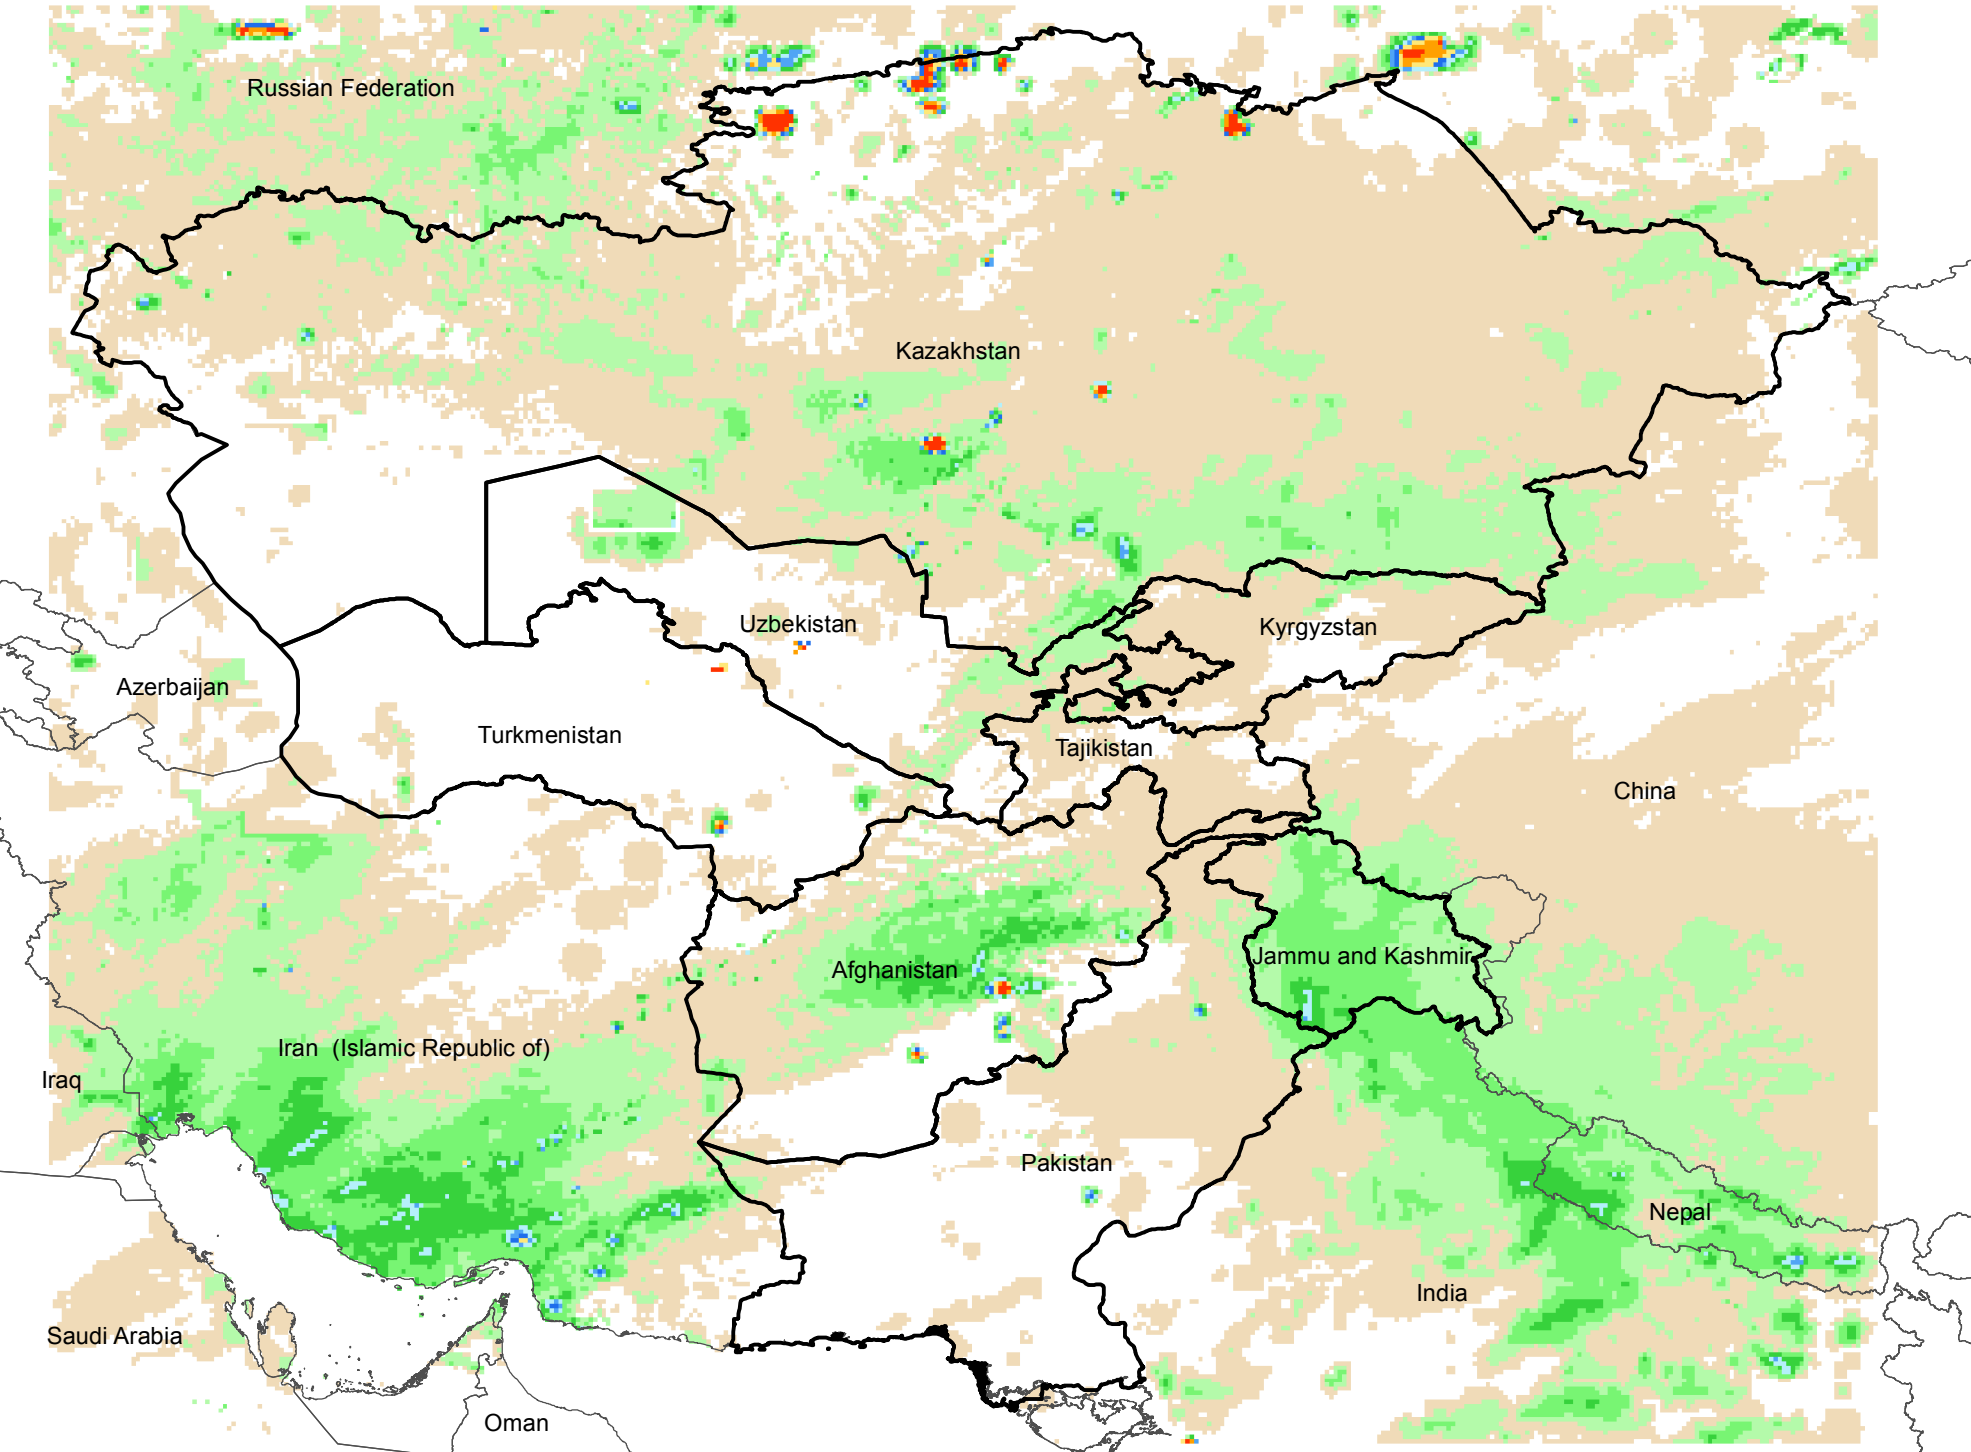 Russian Federation
Kazakhstan
Uzbekistan
Kyrgyzstan
Azerbaijan
Turkmenistan
Tajikistan
China
Afghanistan
Jammu and Kashmir
Iran (Islamic Republic of)
Iraq
Pakistan
Nepal
India
Saudi Arabia
Oman